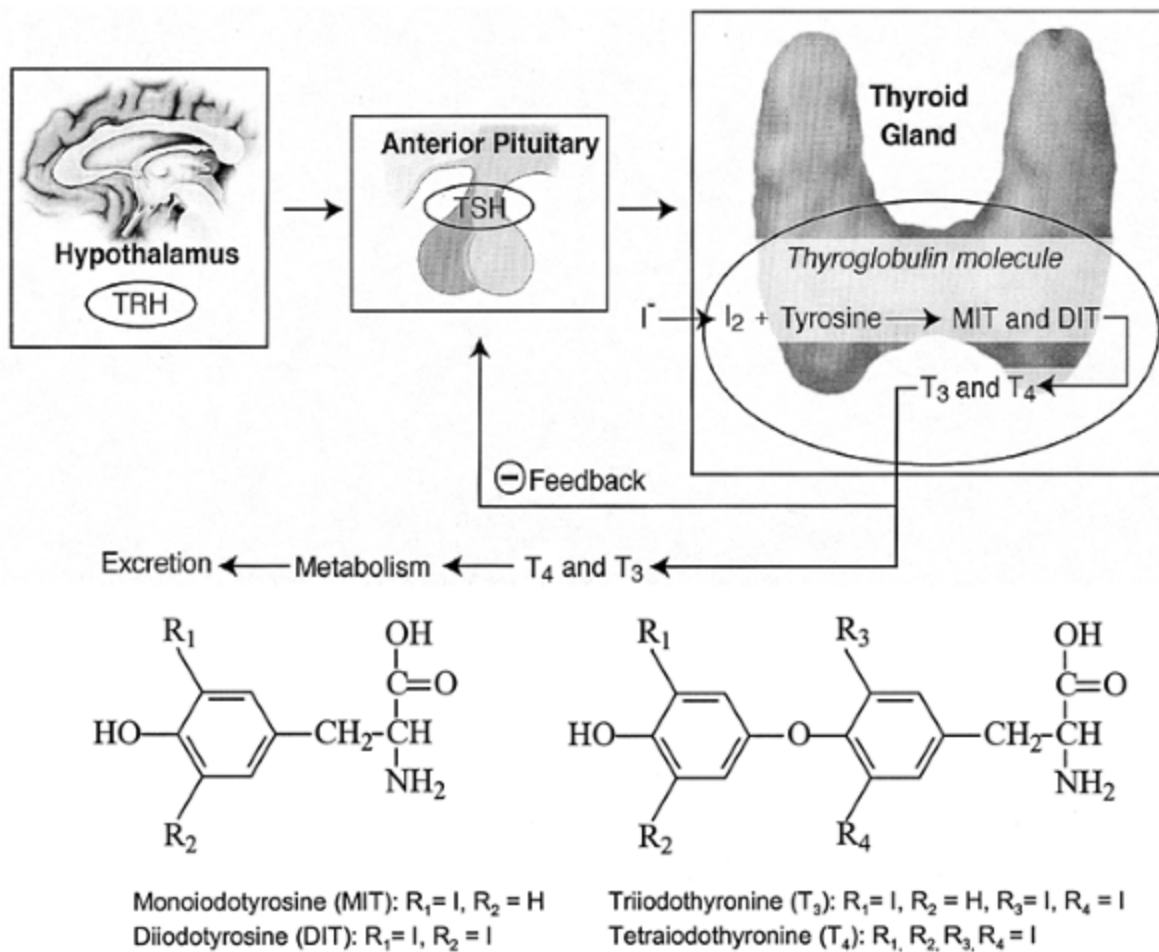 Thyroid
Gland
Anterior Pituitary
TSH
Hypothalamus
TRH
Thyroglobulin molecule
I⁻ I₂ + Tyrosine MIT and DIT
T₃ and T₄
− Feedback
Excretion Metabolism T₄ and T₃
R₁ OH
C=O
HO CH₂-CH
NH₂
R₂
R₁ R₃ OH
C=O
HO O CH₂-CH
NH₂
R₂ R₄
Monoiodotyrosine (MIT): R₁= I, R₂ = H
Diiodotyrosine (DIT): R₁= I, R₂ = I
Triiodothyronine (T₃): R₁= I, R₂ = H, R₃= I, R₄ = I
Tetraiodothyronine (T₄): R₁, R₂, R₃, R₄ = I